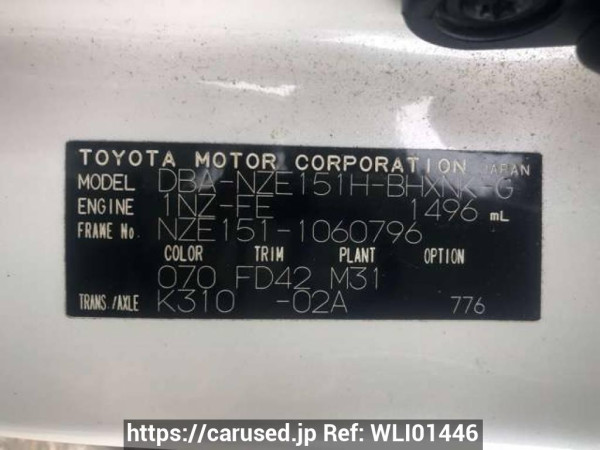 TOYOTA MOTOR CORPORATION JAPAN
MODEL DBA-NZE151H-BHXNK-G
ENGINE 1NZ-FE 1496 mL
FRAME No. NZE151-1060796
COLOR TRIM PLANT OPTION
070 FD42 M31
TRANS./AXLE K310 -02A 776
https://carused.jp Ref: WLI01446